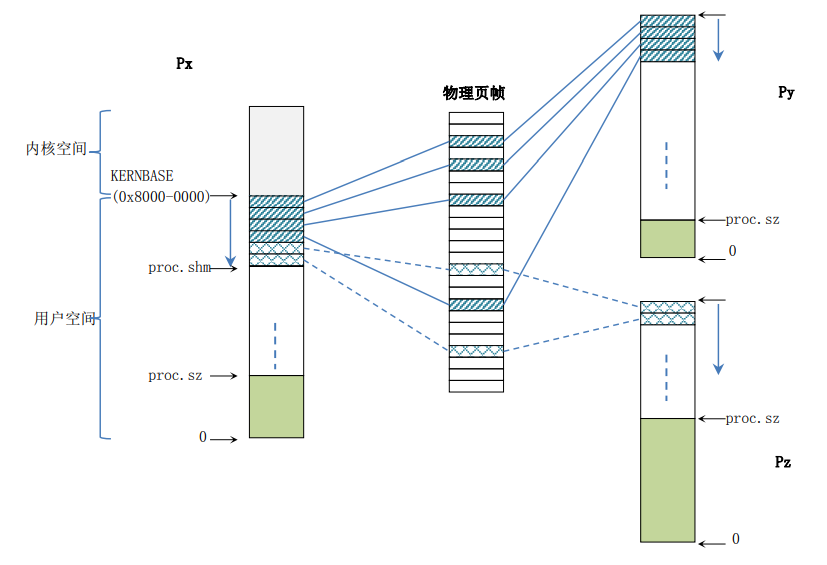 Px
物理页帧
Py
内核空间
KERNBASE
(0x8000-0000)
proc.shm
用户空间
proc.sz
0
proc.sz
0
proc.sz
Pz
0